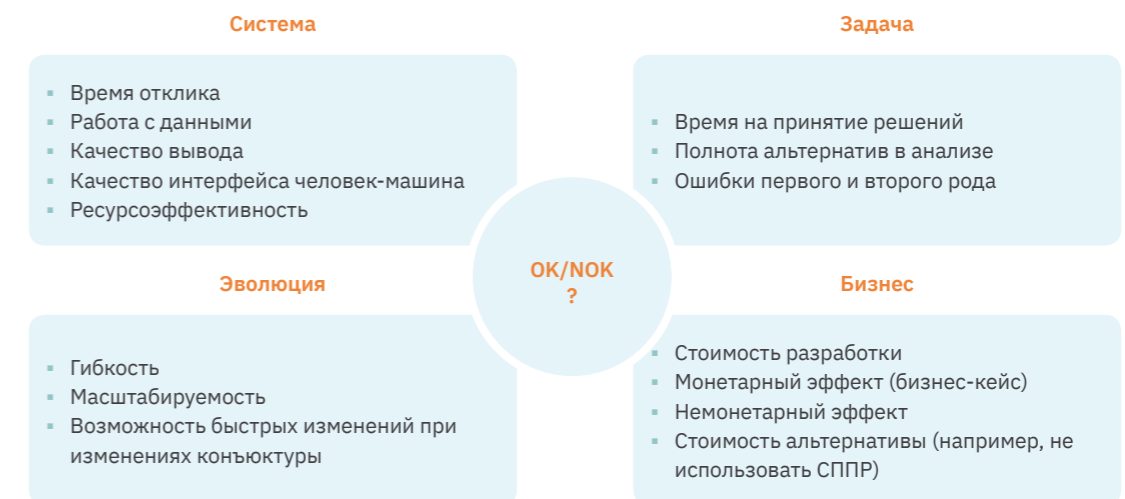 Система
Время отклика
Работа с данными
Качество вывода
Качество интерфейса человек-машина
Ресурсоэффективность
Задача
Время на принятие решений
Полнота альтернатив в анализе
Ошибки первого и второго рода
OK/NOK
?
Эволюция
Гибкость
Масштабируемость
Возможность быстрых изменений при
изменениях конъюктуры
Бизнес
Стоимость разработки
Монетарный эффект (бизнес-кейс)
Немонетарный эффект
Стоимость альтернативы (например, не
использовать СППР)